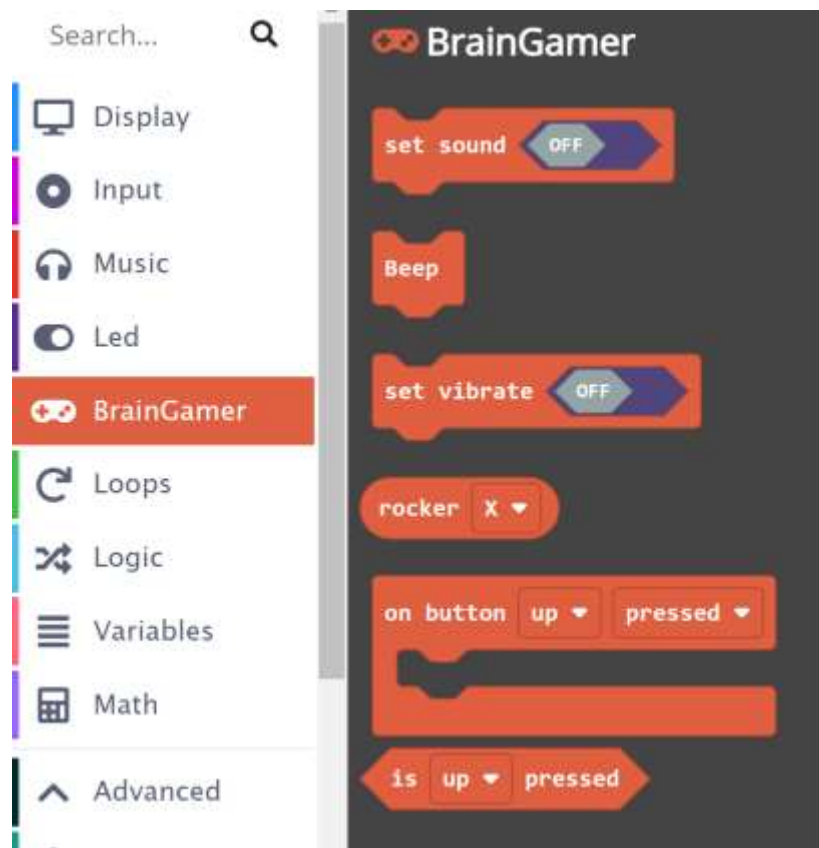 Search...
Display
Input
Music
Led
BrainGamer
Loops
Logic
Variables
Math
Advanced
BrainGamer
set sound OFF
Beep
set vibrate OFF
rocker X
on button up pressed
is up pressed